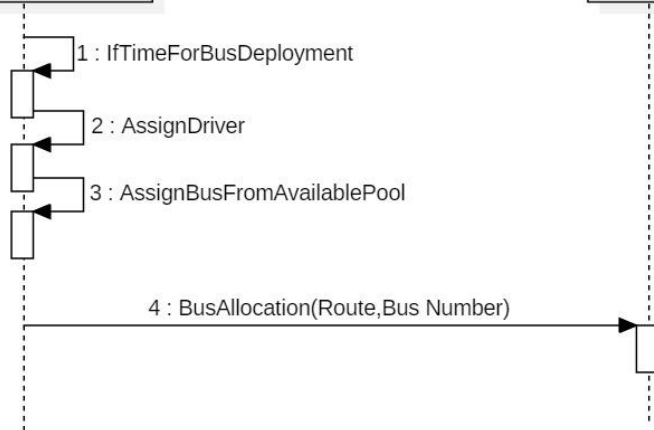 1 : IfTimeForBusDeployment
2 : AssignDriver
3 : AssignBusFromAvailablePool
4 : BusAllocation(Route,Bus Number)